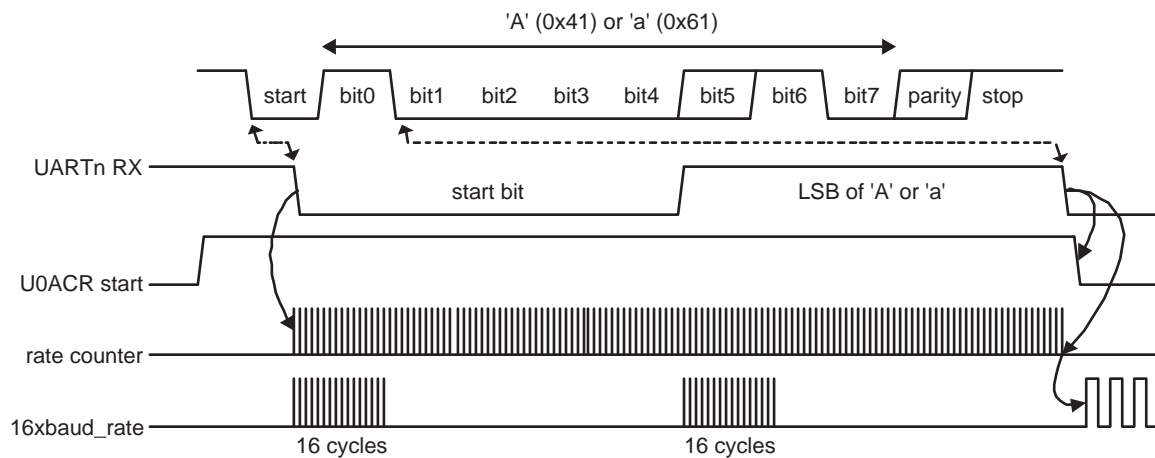 'A' (0x41) or 'a' (0x61)
start bit0 bit1 bit2 bit3 bit4 bit5 bit6 bit7 parity stop
UARTn RX
start bit LSB of 'A' or 'a'
U0ACR start
rate counter
16xbaud_rate
16 cycles 16 cycles